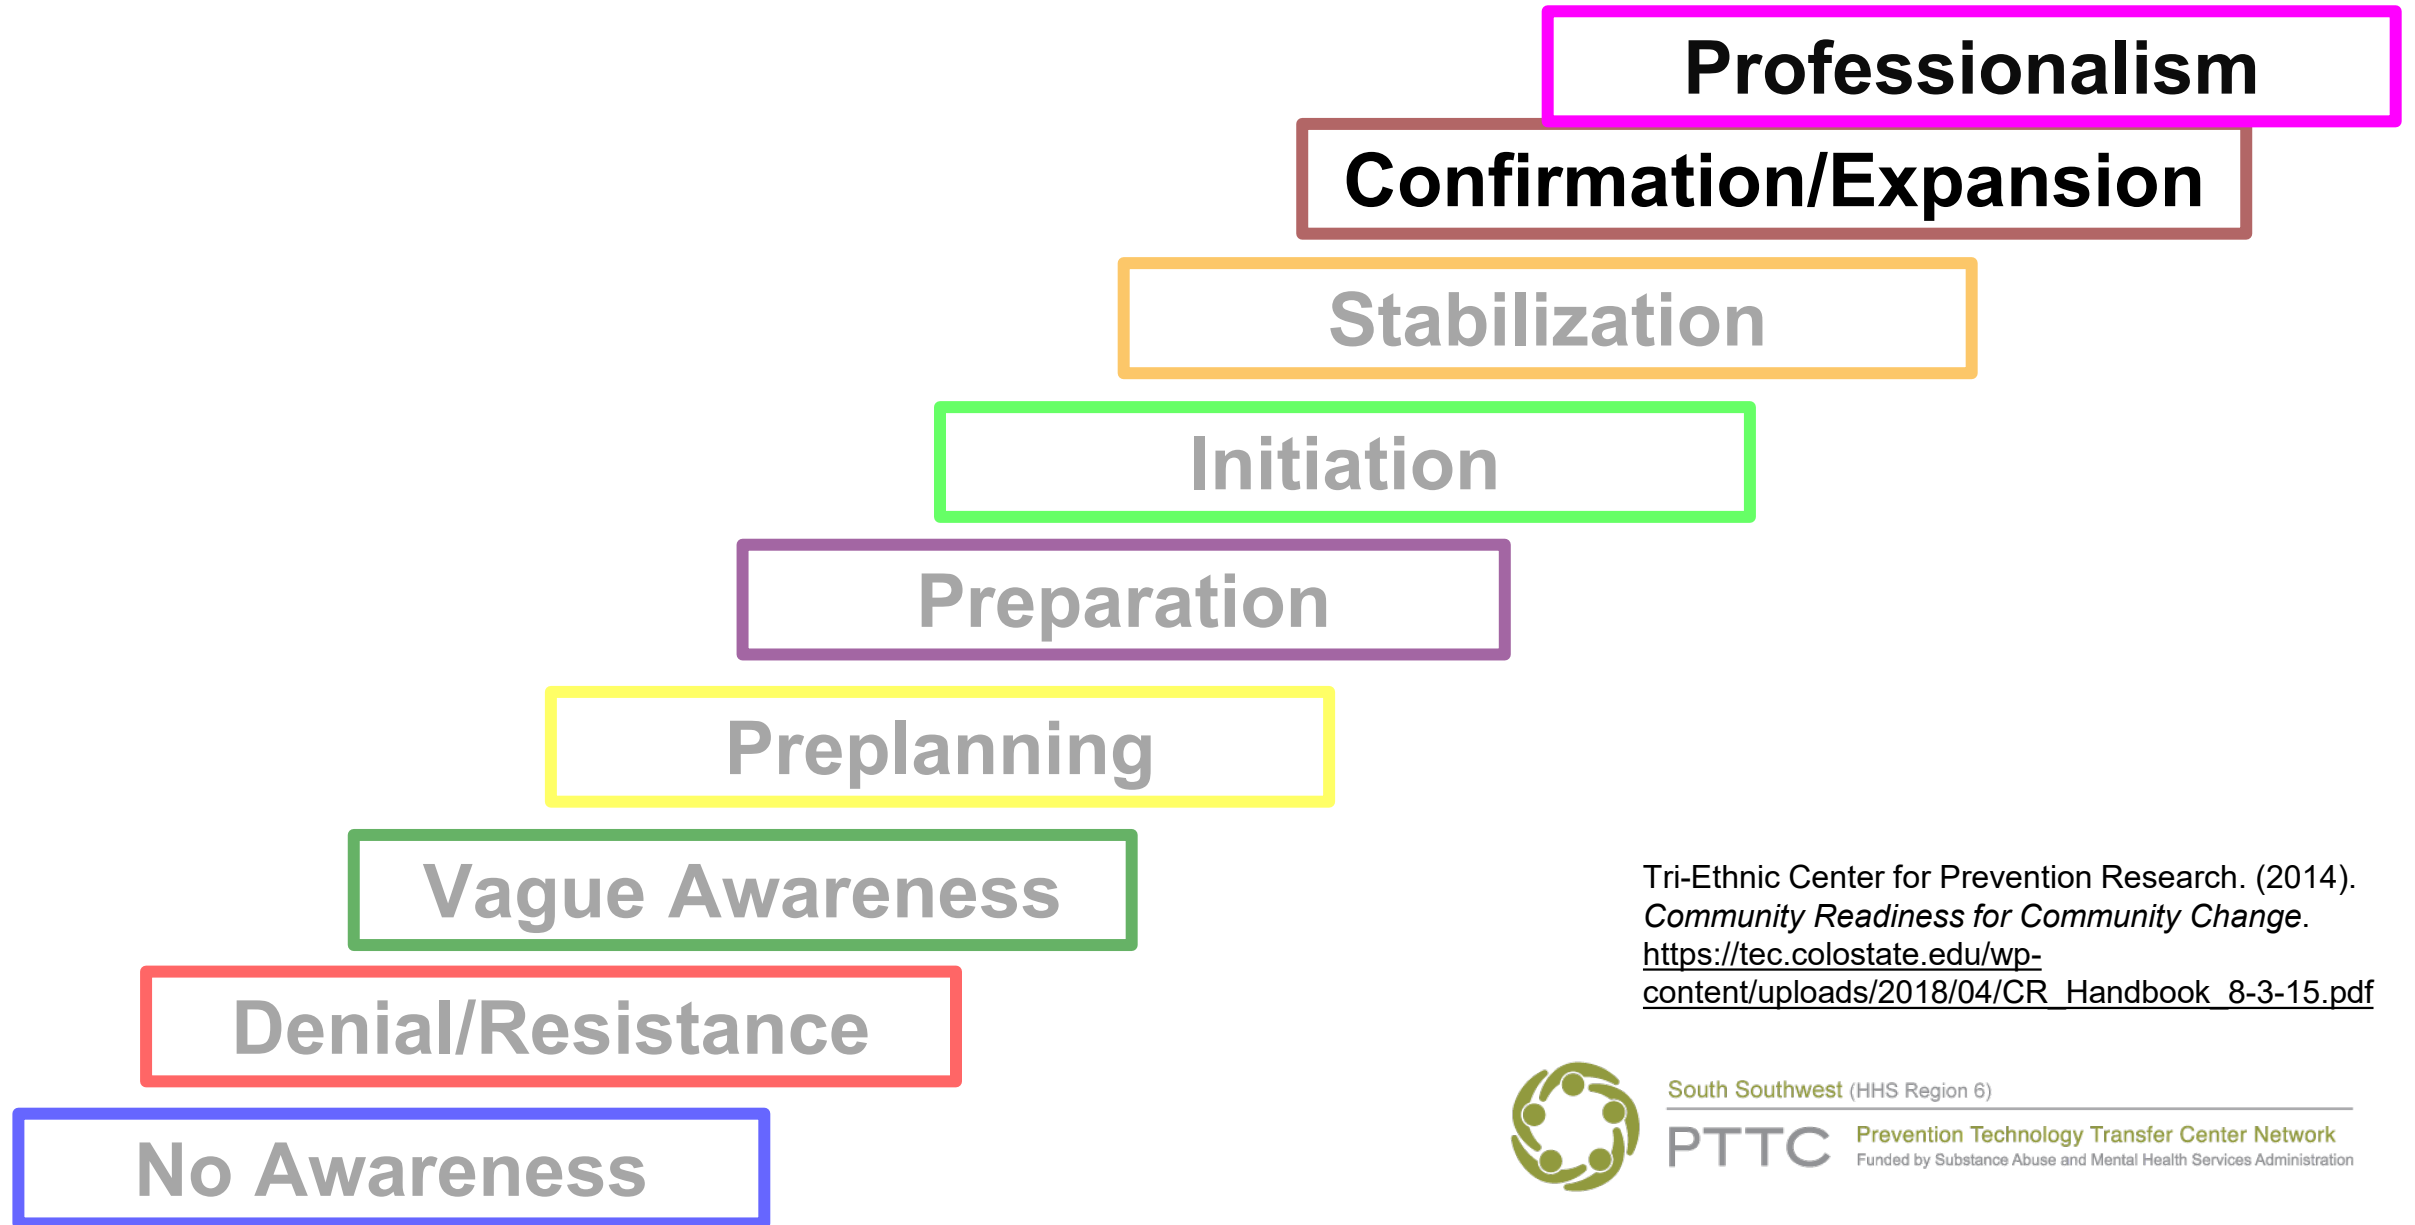 Professionalism
Confirmation/Expansion
Stabilization
Initiation
Preparation
Preplanning
Vague Awareness
Denial/Resistance
No Awareness
Tri-Ethnic Center for Prevention Research. (2014).
Community Readiness for Community Change.
https://tec.colostate.edu/wp-
content/uploads/2018/04/CR_Handbook_8-3-15.pdf
South Southwest (HHS Region 6)
PTTC
Prevention Technology Transfer Center Network
Funded by Substance Abuse and Mental Health Services Administration